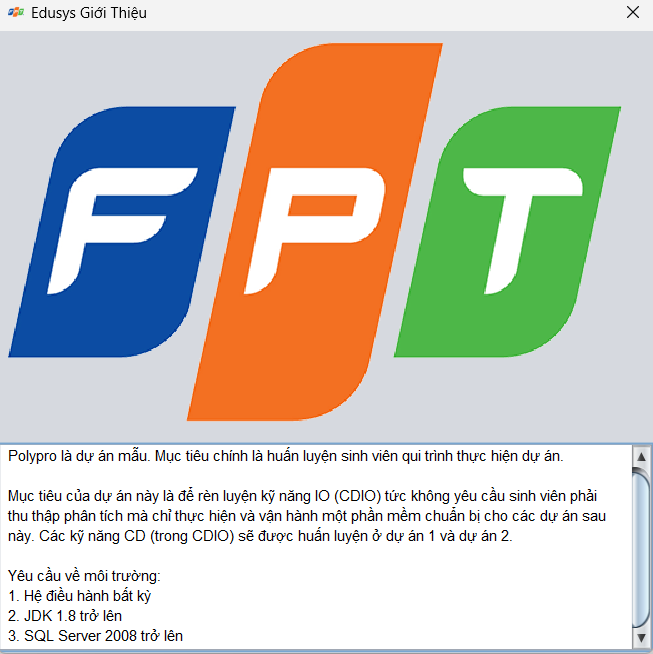 Edusys Giới Thiệu
FPT
Polypro là dự án mẫu. Mục tiêu chính là huấn luyện sinh viên qui trình thực hiện dự án.
Mục tiêu của dự án này là để rèn luyện kỹ năng IO (CDIO) tức không yêu cầu sinh viên phải
thu thập phân tích mà chỉ thực hiện và vận hành một phần mềm chuẩn bị cho các dự án sau
này. Các kỹ năng CD (trong CDIO) sẽ được huấn luyện ở dự án 1 và dự án 2.
Yêu cầu về môi trường:
1. Hệ điều hành bất kỳ
2. JDK 1.8 trở lên
3. SQL Server 2008 trở lên